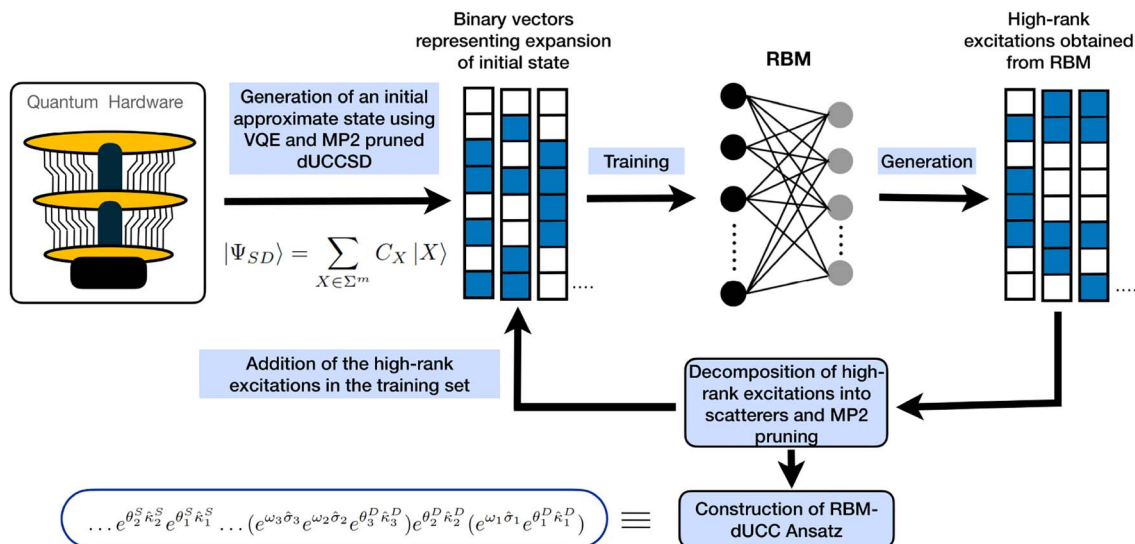 Quantum Hardware
Generation of an initial
approximate state using
VQE and MP2 pruned
dUCCSD
|Ψ_{SD}⟩ = ∑_{X∈Σ^m} C_X |X⟩
Binary vectors
representing expansion
of initial state
....
Training
RBM
Generation
High-rank
excitations obtained
from RBM
....
Addition of the high-rank
excitations in the training
set
Decomposition of high-
rank excitations into
scatterers and MP2
pruning
Construction of RBM-
dUCC Ansatz
… e^{θ_2^S κ̂_2^S} e^{θ_1^S κ̂_1^S} … (e^{ω_3 σ̂_3} e^{ω_2 σ̂_2} e^{θ_3^D κ̂_3^D}) e^{θ_2^D κ̂_2^D} (e^{ω_1 σ̂_1} e^{θ_1^D κ̂_1^D}) ≡